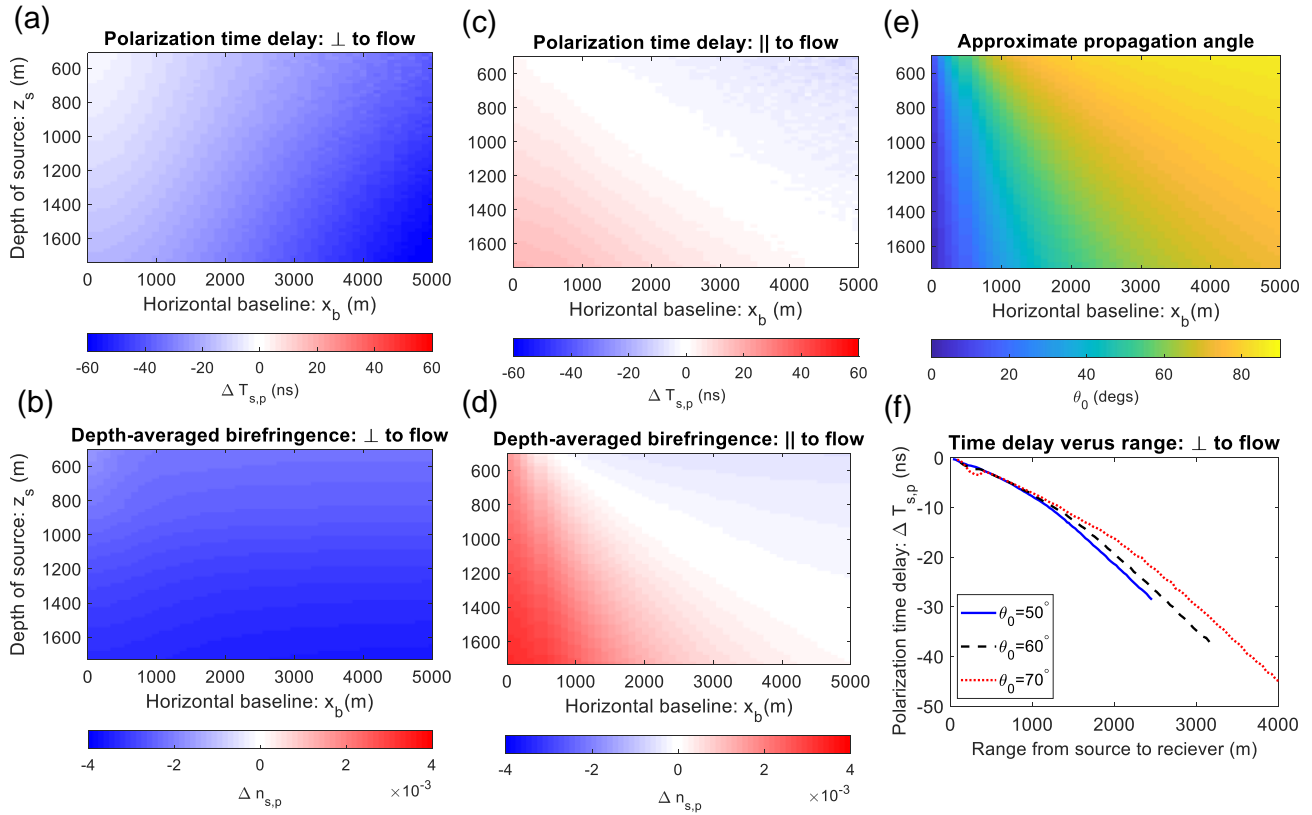 (a)
Polarization time delay: ⊥ to flow
Depth of source: z_s (m)
600
800
1000
1200
1400
1600
0 1000 2000 3000 4000 5000
Horizontal baseline: x_b (m)
-60 -40 -20 0 20 40 60
Δ T_s,p (ns)
(c)
Polarization time delay: || to flow
600
800
1000
1200
1400
1600
0 1000 2000 3000 4000 5000
Horizontal baseline: x_b (m)
-60 -40 -20 0 20 40 60
Δ T_s,p (ns)
(e)
Approximate propagation angle
600
800
1000
1200
1400
1600
0 1000 2000 3000 4000 5000
Horizontal baseline: x_b(m)
0 20 40 60 80
θ_0 (degs)
(b)
Depth-averaged birefringence: ⊥ to flow
Depth of source: z_s (m)
600
800
1000
1200
1400
1600
0 1000 2000 3000 4000 5000
Horizontal baseline: x_b(m)
-4 -2 0 2 4
Δ n_s,p
×10^-3
(d)
Depth-averaged birefringence: || to flow
600
800
1000
1200
1400
1600
0 1000 2000 3000 4000 5000
Horizontal baseline: x_b(m)
-4 -2 0 2 4
Δ n_s,p
×10^-3
(f)
Time delay verus range: ⊥ to flow
Polarization time delay: Δ T_s,p (ns)
0
-10
-20
-30
-40
-50
θ_0=50°
θ_0=60°
θ_0=70°
0 1000 2000 3000 4000
Range from source to reciever (m)